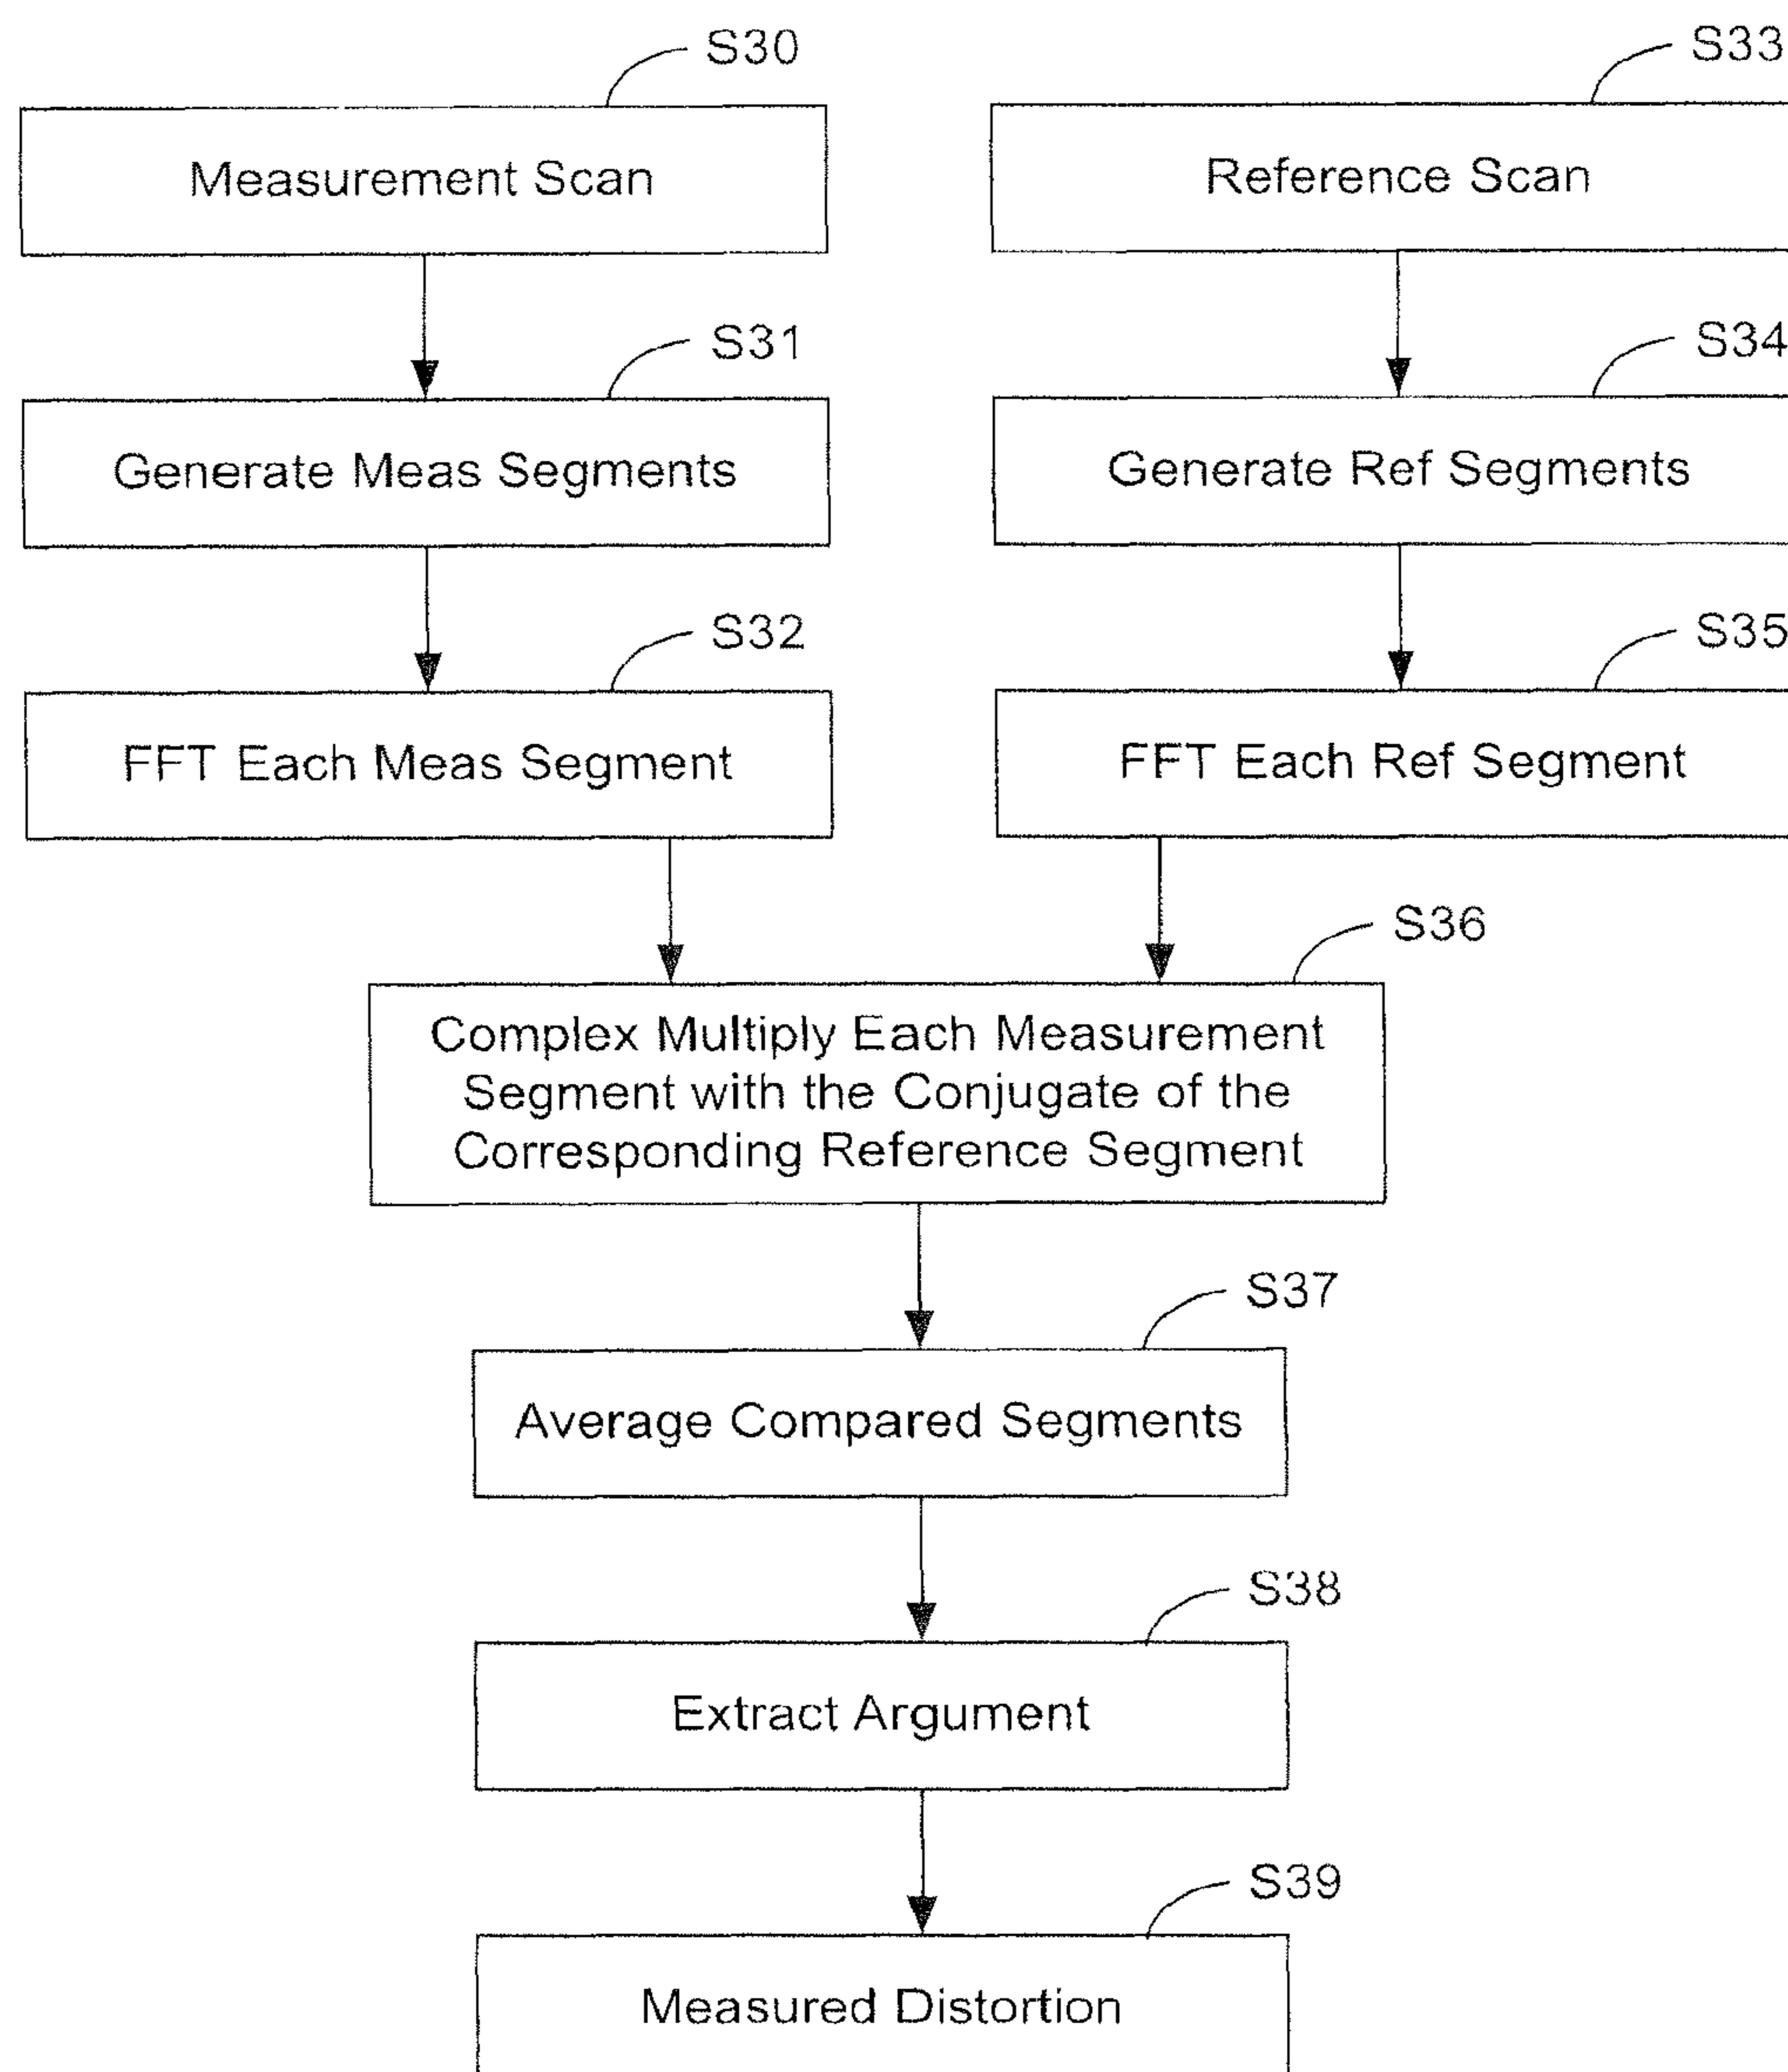 S30
Measurement Scan
S33
Reference Scan
S31
Generate Meas Segments
S34
Generate Ref Segments
S32
FFT Each Meas Segment
S35
FFT Each Ref Segment
S36
Complex Multiply Each Measurement
Segment with the Conjugate of the
Corresponding Reference Segment
S37
Average Compared Segments
S38
Extract Argument
S39
Measured Distortion